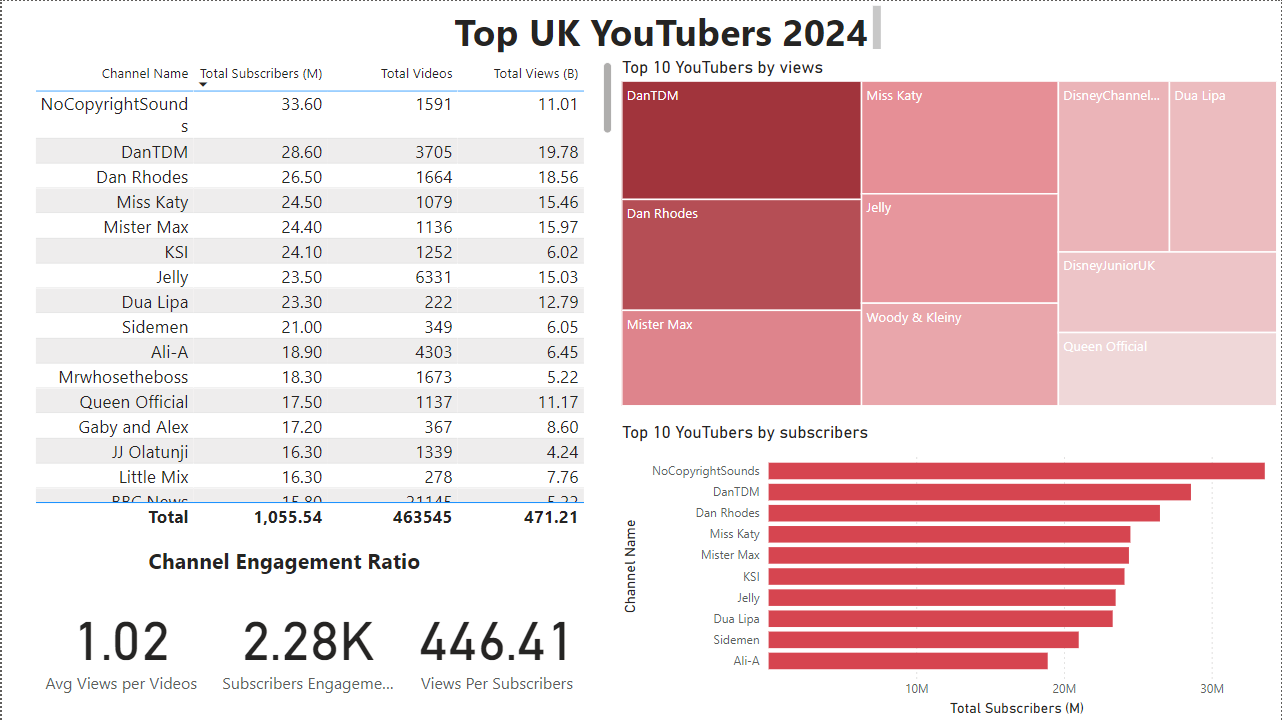 Top UK YouTubers 2024
Channel Name Total Subscribers (M) Total Videos Total Views (B)
NoCopyrightSound
s 33.60 1591 11.01
DanTDM 28.60 3705 19.78
Dan Rhodes 26.50 1664 18.56
Miss Katy 24.50 1079 15.46
Mister Max 24.40 1136 15.97
KSI 24.10 1252 6.02
Jelly 23.50 6331 15.03
Dua Lipa 23.30 222 12.79
Sidemen 21.00 349 6.05
Ali-A 18.90 4303 6.45
Mrwhosetheboss 18.30 1673 5.22
Queen Official 17.50 1137 11.17
Gaby and Alex 17.20 367 8.60
JJ Olatunji 16.30 1339 4.24
Little Mix 16.30 278 7.76
BBC News 15.80
Total 1,055.54 463545 471.21
Channel Engagement Ratio
1.02 2.28K 446.41
Avg Views per Videos Subscribers Engageme... Views Per Subscribers
Top 10 YouTubers by views
DanTDM
Dan Rhodes
Mister Max
Miss Katy
Jelly
Woody & Kleiny
DisneyChannel...
Dua Lipa
DisneyJuniorUK
Queen Official
Top 10 YouTubers by subscribers
Channel Name
NoCopyrightSounds
DanTDM
Dan Rhodes
Miss Katy
Mister Max
KSI
Jelly
Dua Lipa
Sidemen
Ali-A
10M 20M 30M
Total Subscribers (M)